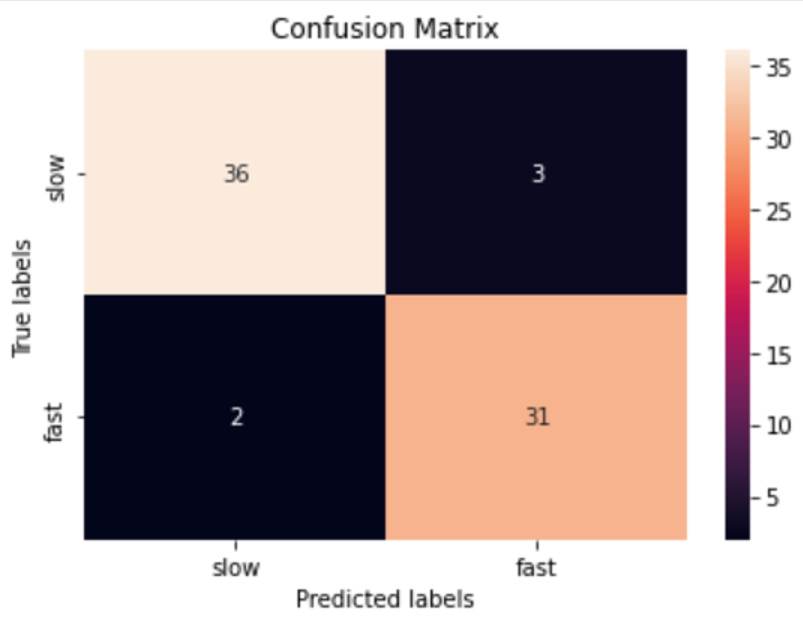 Confusion Matrix
slow
36
3
fast
2
31
slow
fast
Predicted labels
True labels
35
30
25
20
15
10
5